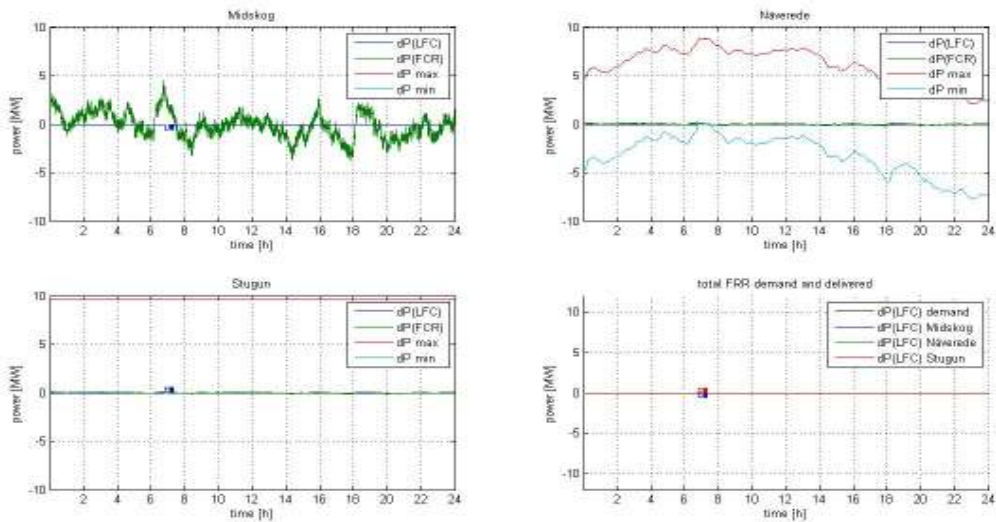 Midskog
10
5
0
-5
-10
power [MW]
dP(LFC)
dP(FCR)
dP max
dP min
2 4 6 8 10 12 14 16 18 20 22 24
time [h]
Näverede
10
5
0
-5
-10
power [MW]
dP(LFC)
dP(FCR)
dP max
dP min
2 4 6 8 10 12 14 16 18 20 22 24
time [h]
Stugun
10
5
0
-5
-10
power [MW]
dP(LFC)
dP(FCR)
dP max
dP min
2 4 6 8 10 12 14 16 18 20 22 24
time [h]
total FRR demand and delivered
10
5
0
-5
-10
power [MW]
dP(LFC) demand
dP(LFC) Midskog
dP(LFC) Näverede
dP(LFC) Stugun
2 4 6 8 10 12 14 16 18 20 22 24
time [h]